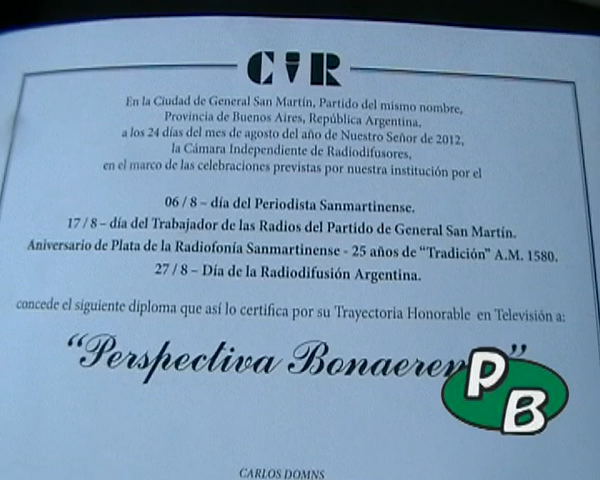 CiR
En la Ciudad de General San Martín, Partido del mismo nombre,
Provincia de Buenos Aires, República Argentina,
a los 24 días del mes de agosto del año de Nuestro Señor de 2012,
la Cámara Independiente de Radiodifusores,
en el marco de las celebraciones previstas por nuestra institución por el
06 / 8 – día del Periodista Sanmartinense.
17 / 8 – día del Trabajador de las Radios del Partido de General San Martín.
Aniversario de Plata de la Radiofonía Sanmartinense - 25 años de “Tradición” A.M. 1580.
27 / 8 – Día de la Radiodifusión Argentina.
concede el siguiente diploma que así lo certifica por su Trayectoria Honorable en Televisión a:
“Perspectiva
PB
CARLOS DOMNS